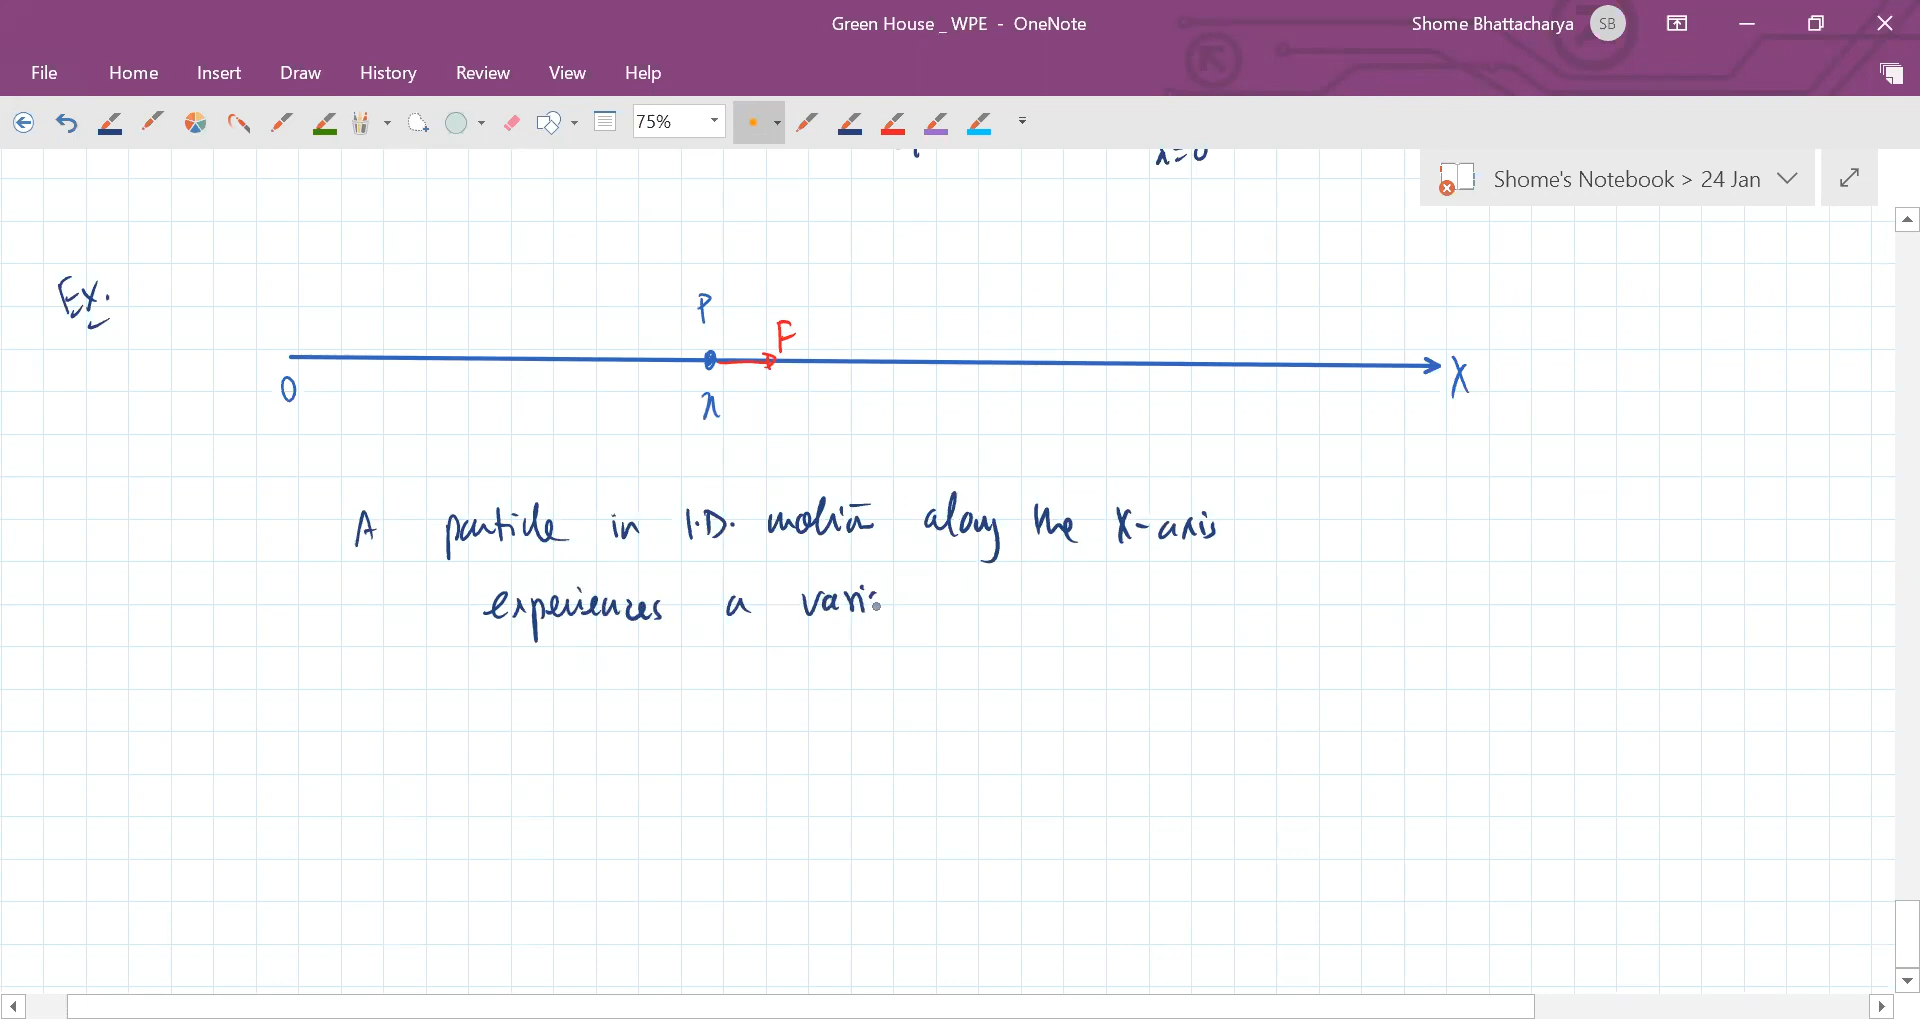 Green House _ WPE - OneNote
Shome Bhattacharya SB
File Home Insert Draw History Review View Help
75%
x=0
Shome's Notebook > 24 Jan
Ex.
P
F
O
x
X
A particle in 1.D. motion along the X-axis
experiences a vari